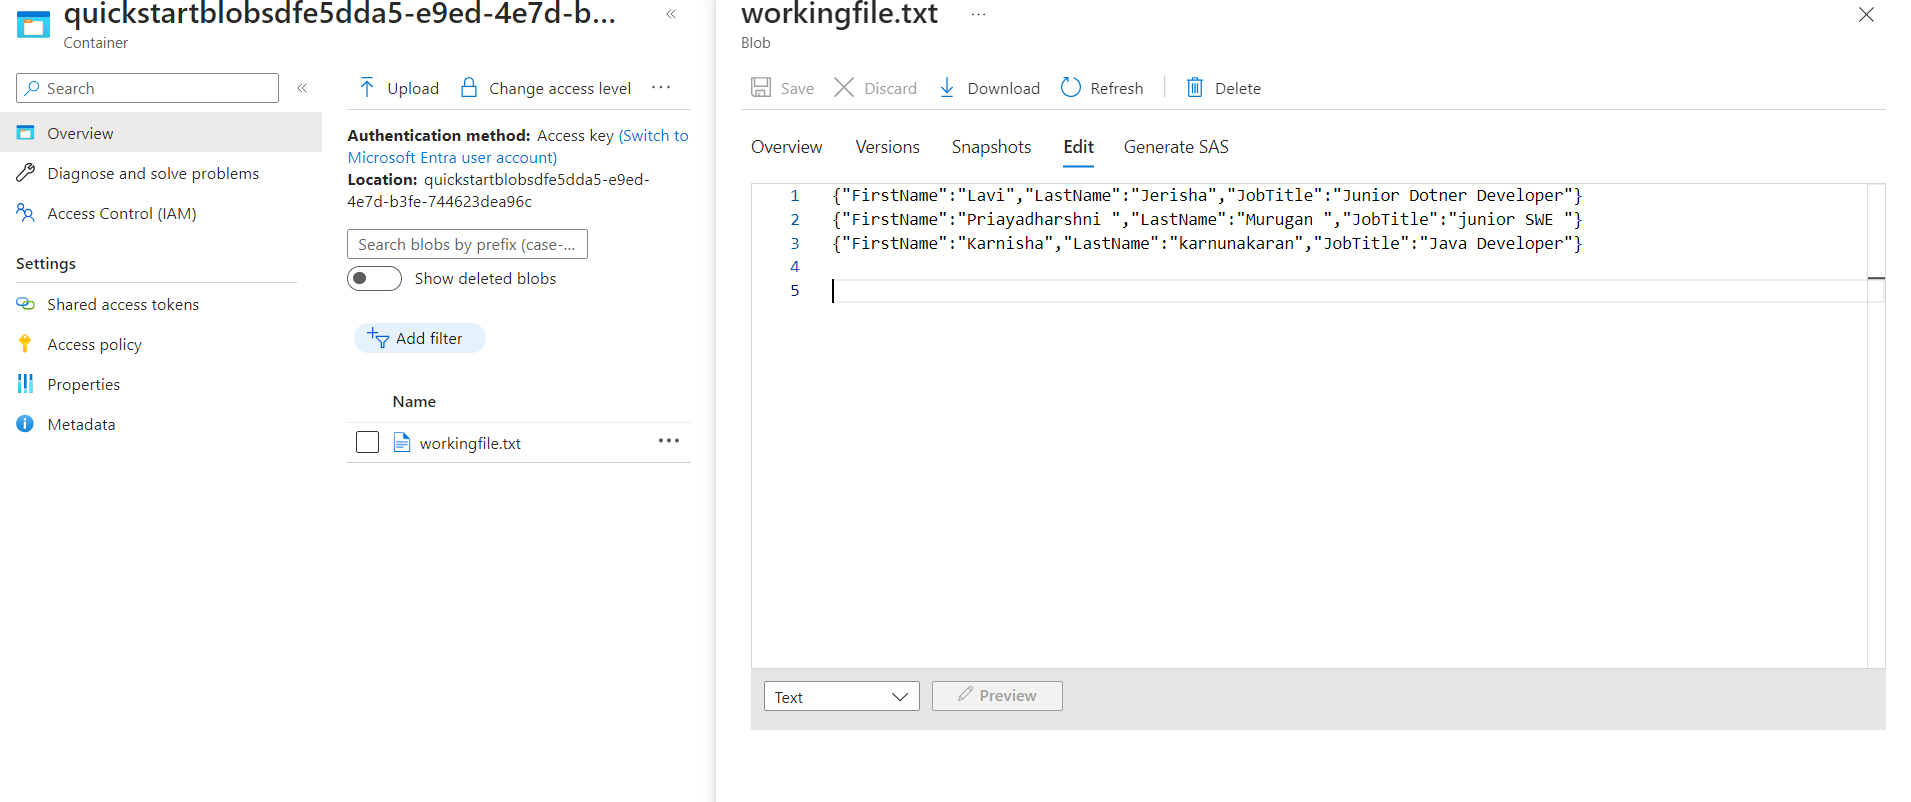 quickstartblobsdfe5dda5-e9ed-4e7d-b...
Container
Search
Overview
Diagnose and solve problems
Access Control (IAM)
Settings
Shared access tokens
Access policy
Properties
Metadata
Upload
Change access level
Authentication method: Access key (Switch to
Microsoft Entra user account)
Location: quickstartblobsdfe5dda5-e9ed-
4e7d-b3fe-744623dea96c
Search blobs by prefix (case-...
Show deleted blobs
Add filter
Name
workingfile.txt
workingfile.txt
Blob
Save Discard Download Refresh Delete
Overview Versions Snapshots Edit Generate SAS
1 {"FirstName":"Lavi","LastName":"Jerisha","JobTitle":"Junior Dotner Developer"}
2 {"FirstName":"Priayadharshni ","LastName":"Murugan ","JobTitle":"junior SWE "}
3 {"FirstName":"Karnisha","LastName":"karnunakaran","JobTitle":"Java Developer"}
4
5
Text Preview